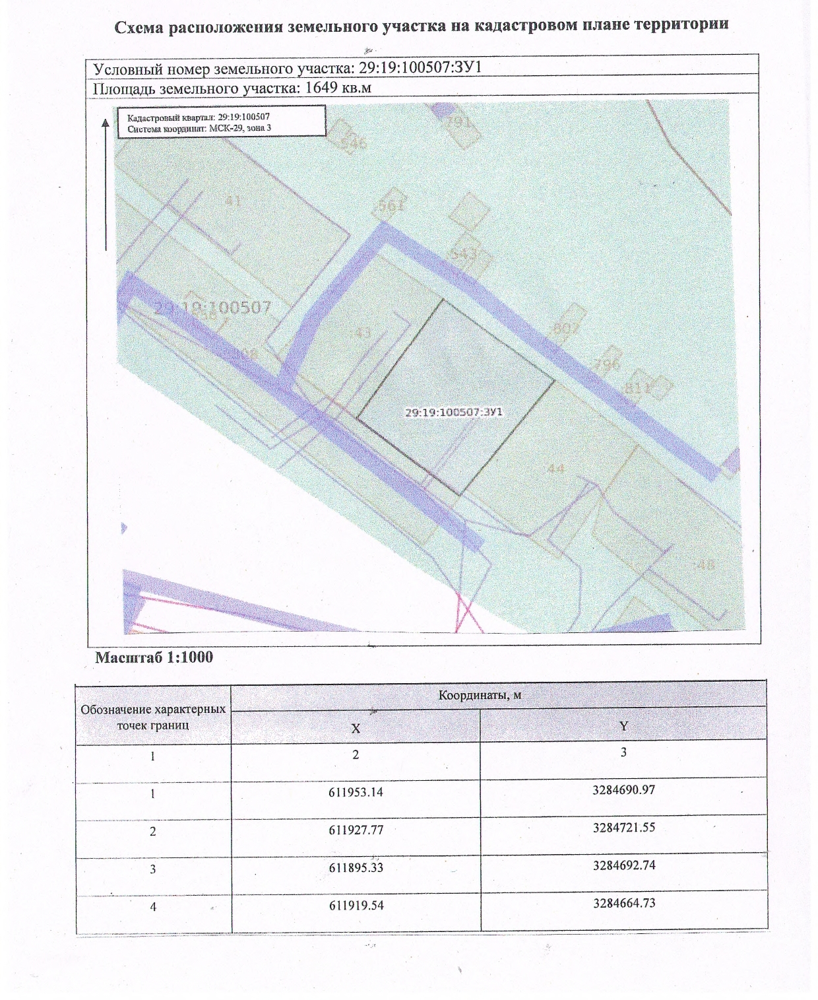 Схема расположения земельного участка на кадастровом плане территории
Условный номер земельного участка: 29:19:100507:ЗУ1
Площадь земельного участка: 1649 кв.м
Кадастровый квартал: 29:19:100507
Система координат: МСК-29, зона 3
:791
:546
:41
:561
:543
29:19:100507
:43
:807
:796
:811
29:19:100507:ЗУ1
:44
:48
Масштаб 1:1000
Обозначение характерных точек границ
Координаты, м
X
Y
1 2 3
1 611953.14 3284690.97
2 611927.77 3284721.55
3 611895.33 3284692.74
4 611919.54 3284664.73